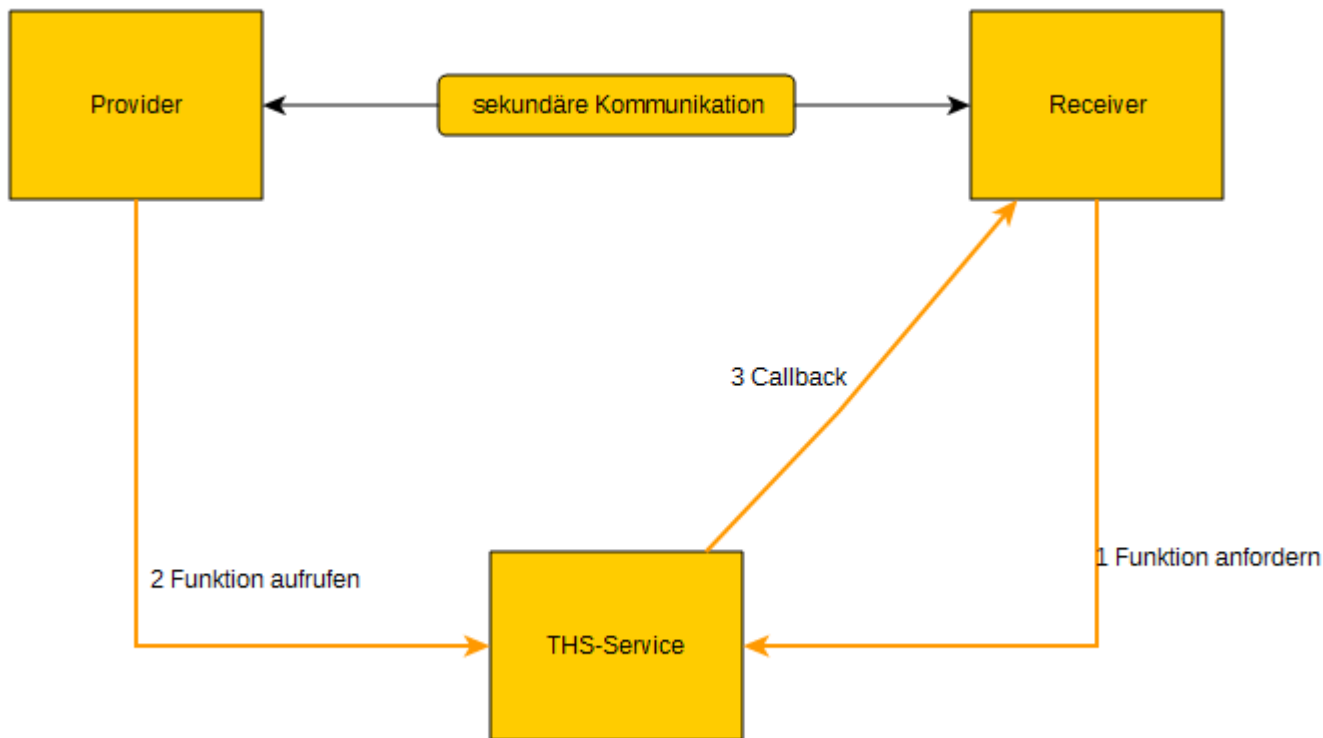 Provider
sekundäre Kommunikation
Receiver
3 Callback
2 Funktion aufrufen
1 Funktion anfordern
THS-Service